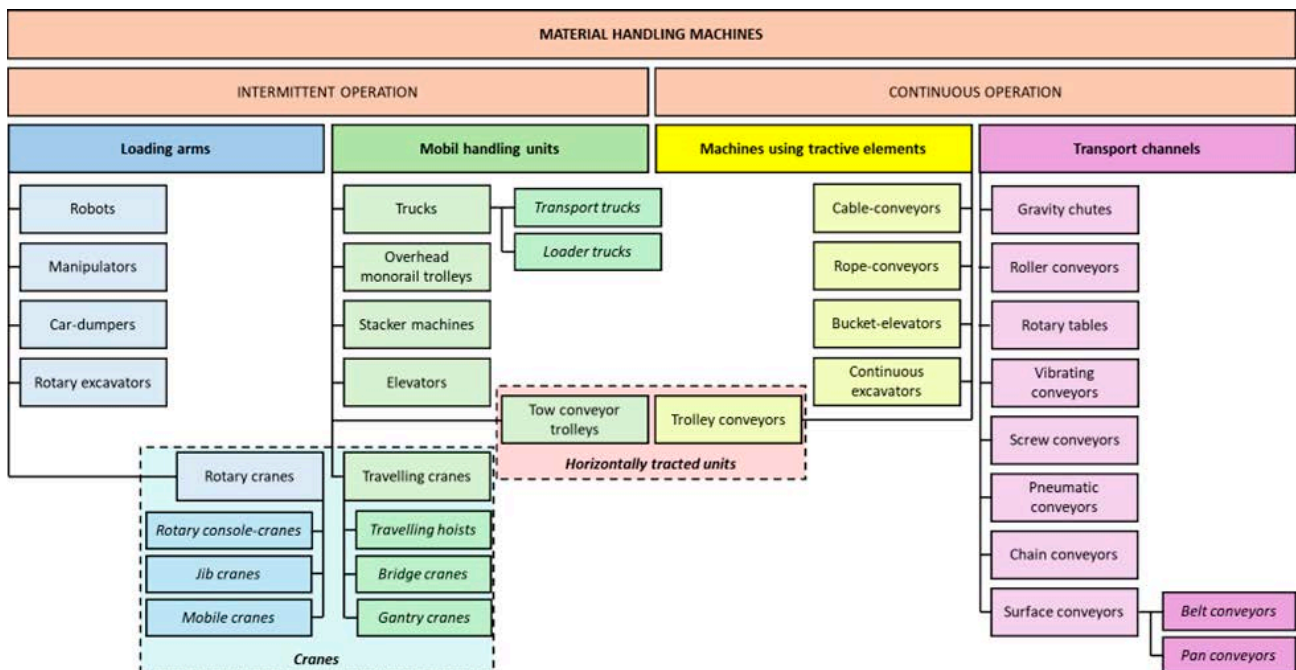 MATERIAL HANDLING MACHINES
INTERMITTENT OPERATION
CONTINUOUS OPERATION
Loading arms
Mobil handling units
Machines using tractive elements
Transport channels
Robots
Manipulators
Car-dumpers
Rotary excavators
Trucks
Transport trucks
Loader trucks
Overhead
monorail trolleys
Stacker machines
Elevators
Cable-conveyors
Rope-conveyors
Bucket-elevators
Continuous
excavators
Tow conveyor
trolleys
Trolley conveyors
Horizontally tracted units
Rotary cranes
Rotary console-cranes
Jib cranes
Mobile cranes
Travelling cranes
Travelling hoists
Bridge cranes
Gantry cranes
Cranes
Gravity chutes
Roller conveyors
Rotary tables
Vibrating
conveyors
Screw conveyors
Pneumatic
conveyors
Chain conveyors
Surface conveyors
Belt conveyors
Pan conveyors